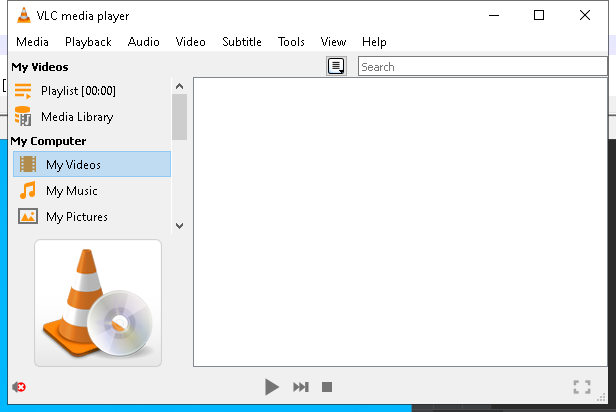 VLC media player
Media Playback Audio Video Subtitle Tools View Help
My Videos
Search
Playlist [00:00]
Media Library
My Computer
My Videos
My Music
My Pictures